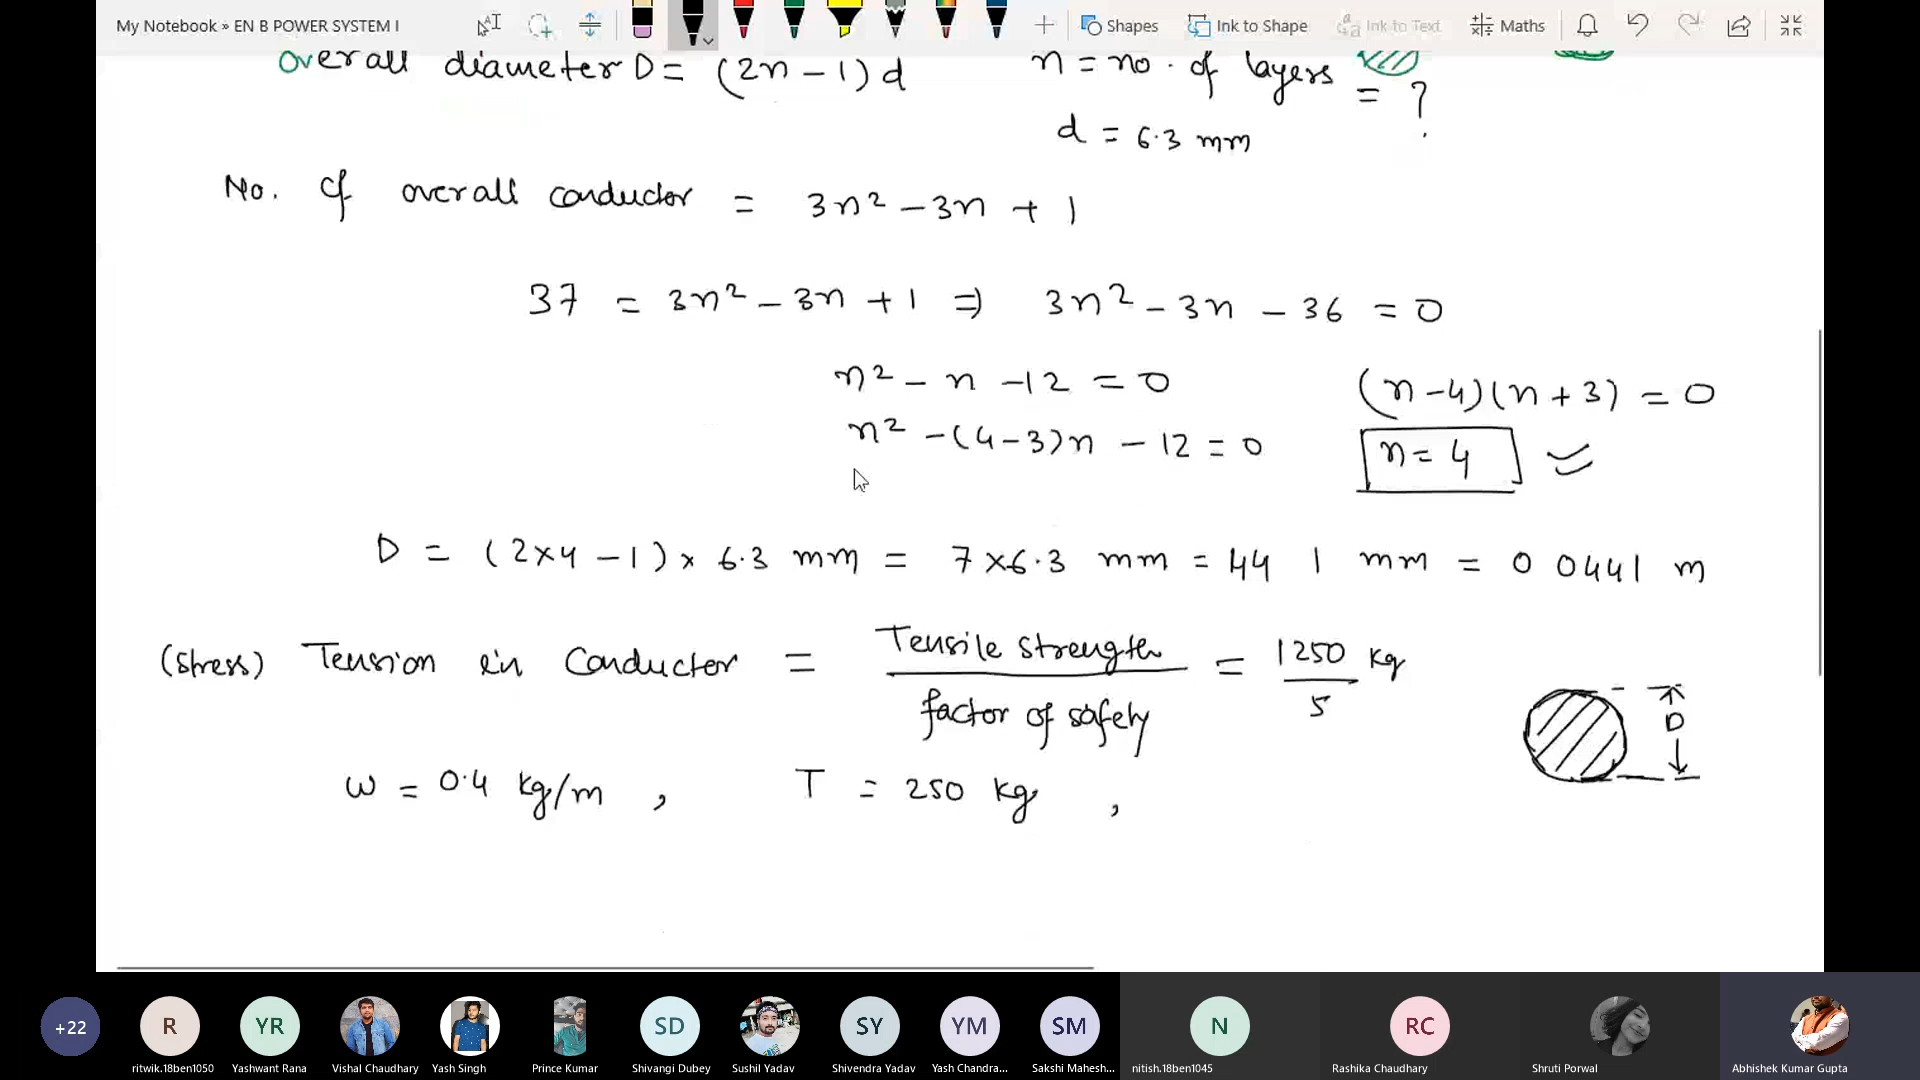 My Notebook » EN B POWER SYSTEM I
Shapes Ink to Shape Ink to Text Maths
overall diameter D = (2n - 1) d
n = no. of layers = ?
d = 6.3 mm
No. of overall conductor = 3n² - 3n + 1
37 = 3n² - 3n + 1 ⇒ 3n² - 3n - 36 = 0
n² - n - 12 = 0
(n - 4)(n + 3) = 0
n² - (4 - 3)n - 12 = 0
n = 4
D = (2×4 - 1) × 6.3 mm = 7 × 6.3 mm = 44 1 mm = 0 0441 m
(stress) Tension in Conductor = Tensile strength / factor of safety = 1250 kg / 5
D
w = 0.4 kg/m , T = 250 kg ,
+22 R YR SD SY YM SM N RC
ritwik.18ben1050 Yashwant Rana Vishal Chaudhary Yash Singh Prince Kumar Shivangi Dubey Sushil Yadav Shivendra Yadav Yash Chandra... Sakshi Mahesh... nitish.18ben1045 Rashika Chaudhary Shruti Porwal Abhishek Kumar Gupta